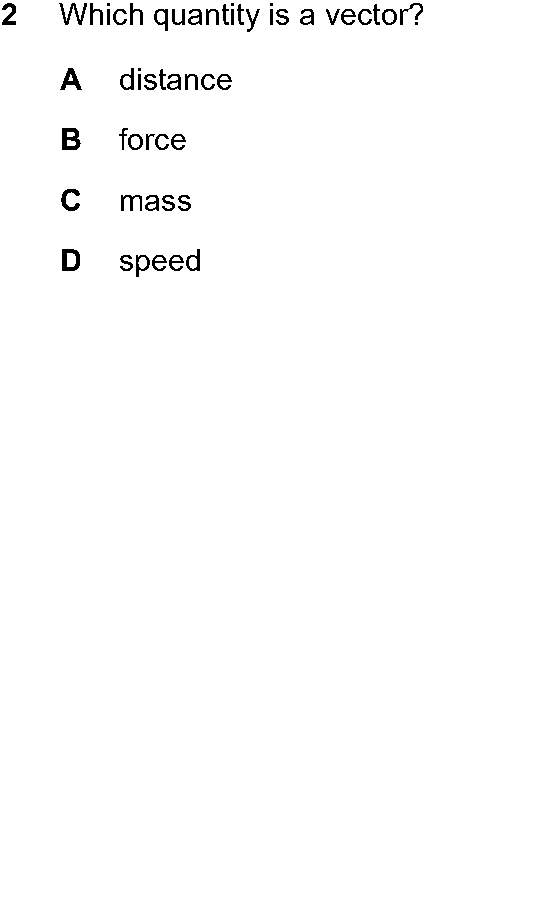 2 Which quantity is a vector?
A distance
B force
C mass
D speed